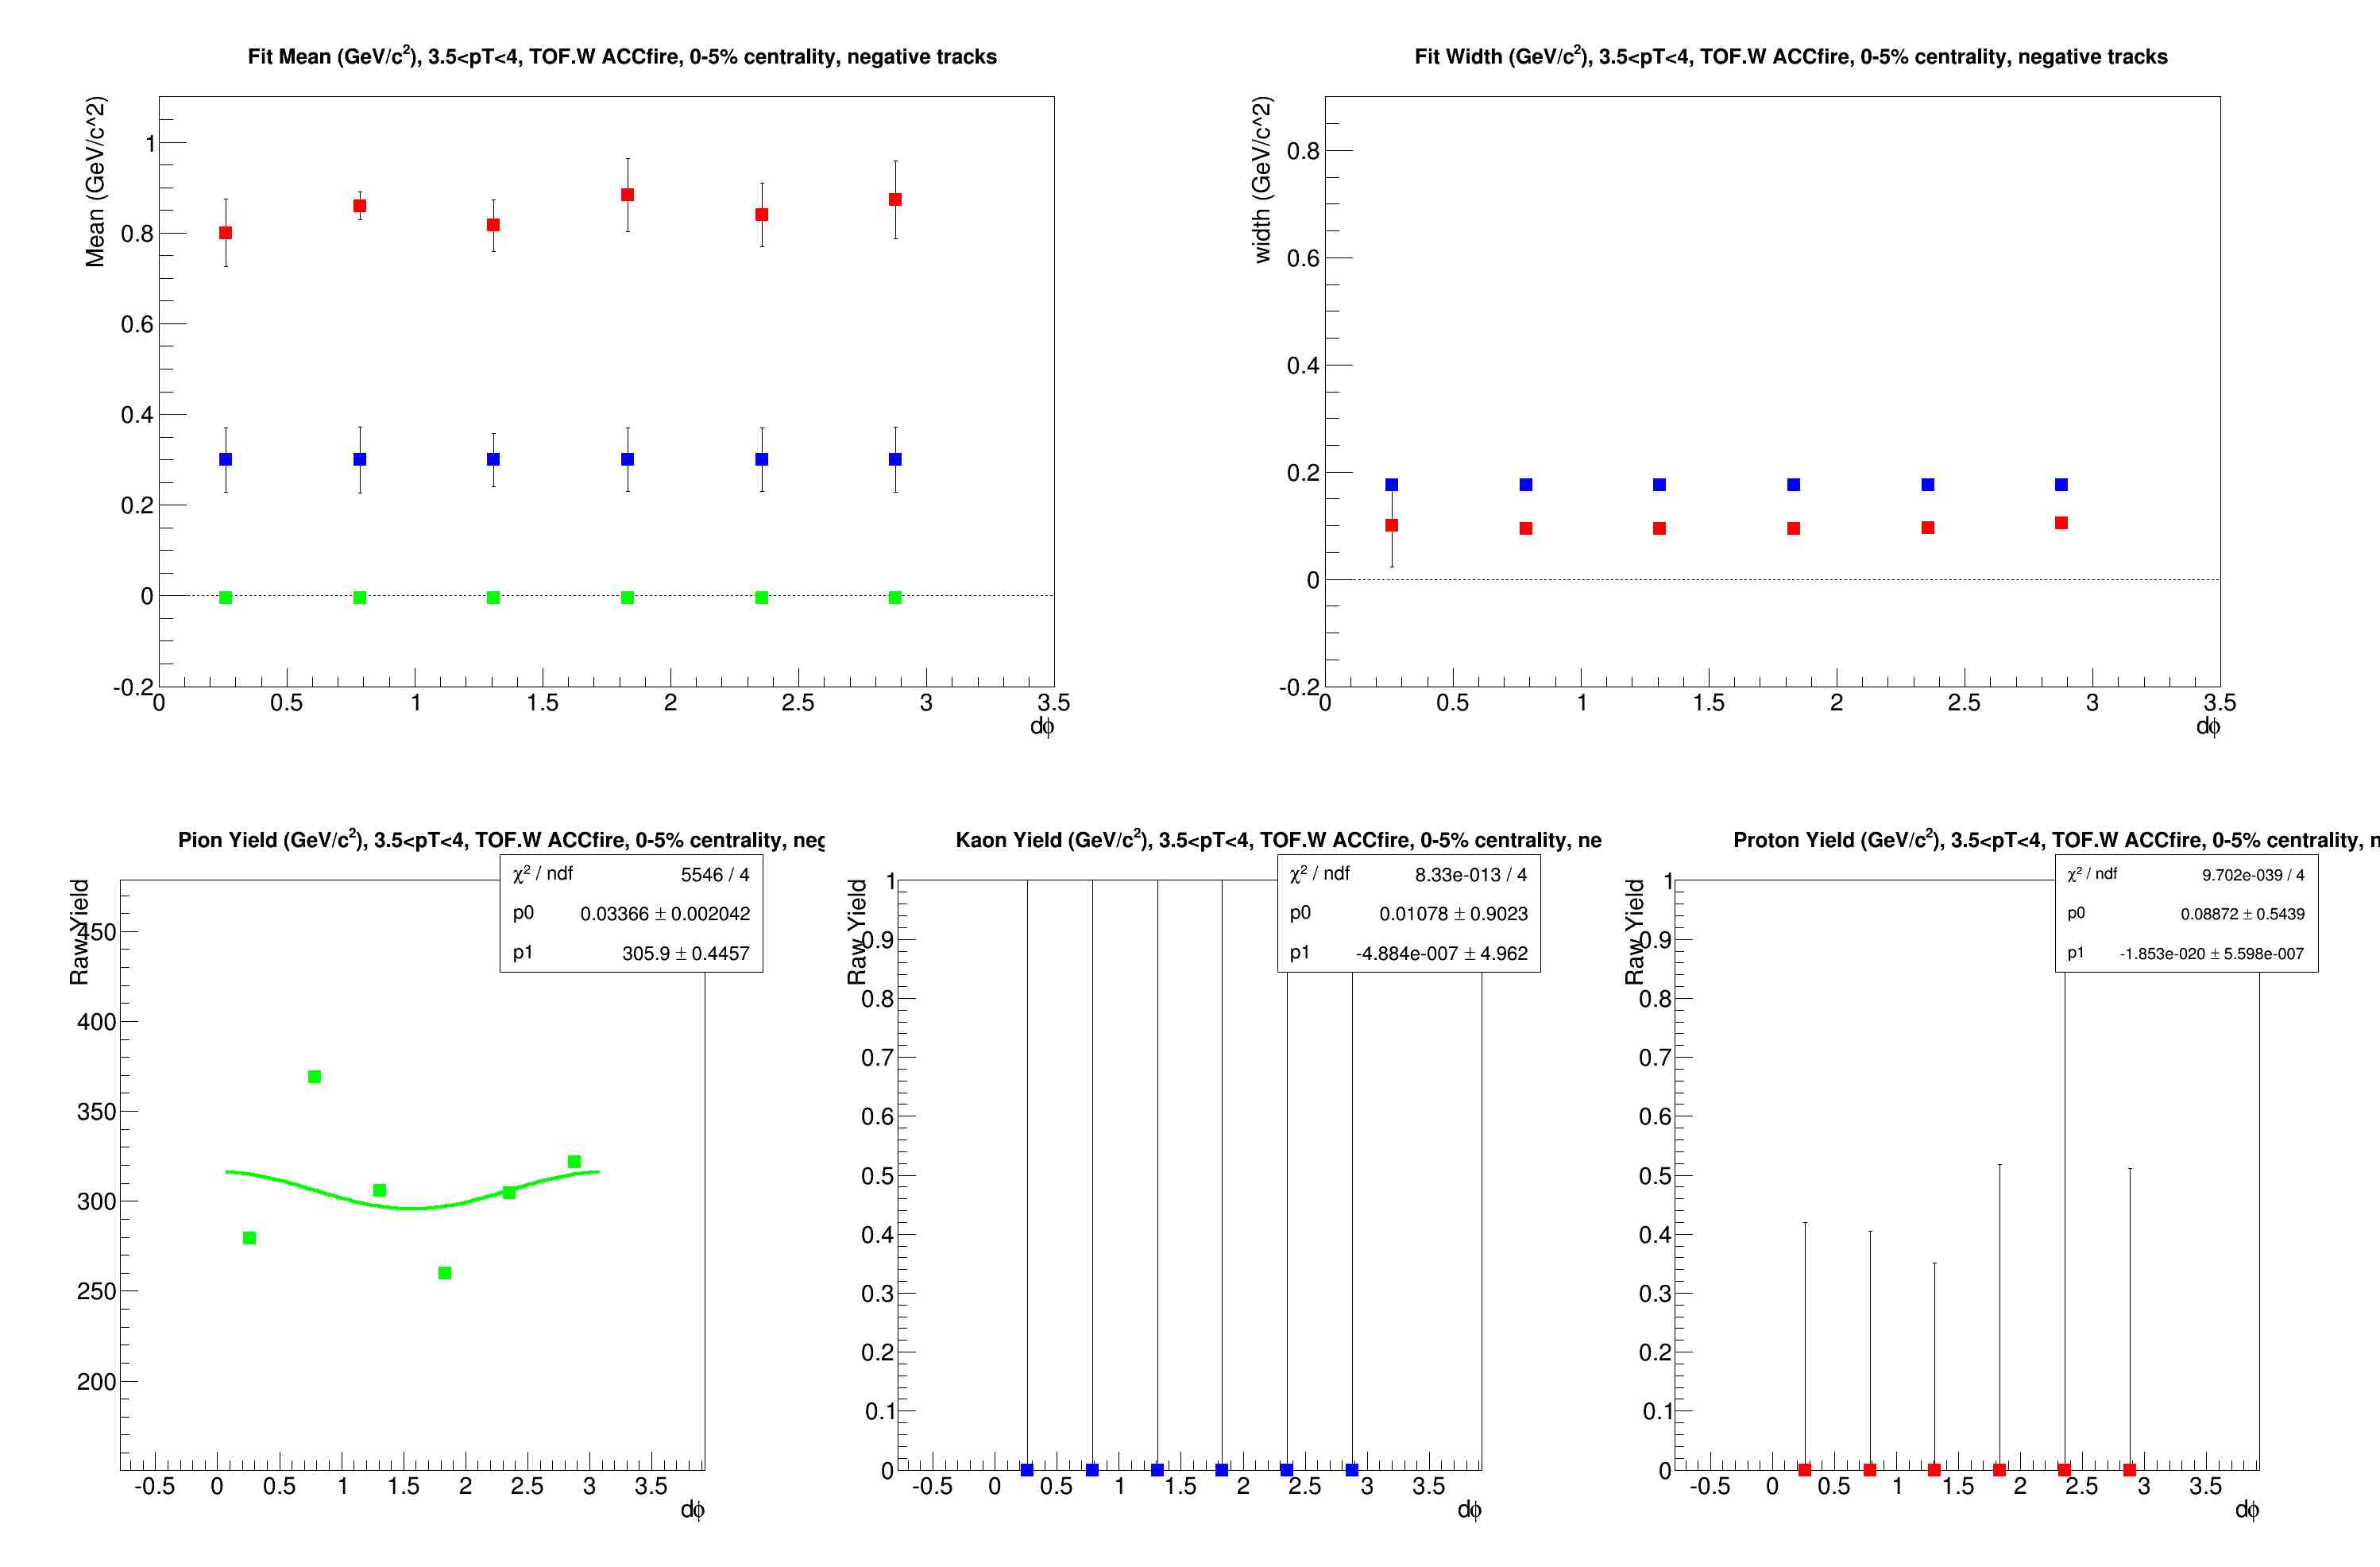 Fit Mean (GeV/c²), 3.5<pT<4, TOF.W ACCfire, 0-5% centrality, negative tracks
Mean (GeV/c^2)
1
0.8
0.6
0.4
0.2
0
-0.2
0 0.5 1 1.5 2 2.5 3 3.5
dϕ
Fit Width (GeV/c²), 3.5<pT<4, TOF.W ACCfire, 0-5% centrality, negative tracks
width (GeV/c^2)
0.8
0.6
0.4
0.2
0
-0.2
0 0.5 1 1.5 2 2.5 3 3.5
dϕ
Pion Yield (GeV/c²), 3.5<pT<4, TOF.W ACCfire, 0-5% centrality, neg
χ² / ndf 5546 / 4
p0 0.03366 ± 0.002042
p1 305.9 ± 0.4457
Raw Yield
450
400
350
300
250
200
-0.5 0 0.5 1 1.5 2 2.5 3 3.5
dϕ
Kaon Yield (GeV/c²), 3.5<pT<4, TOF.W ACCfire, 0-5% centrality, ne
χ² / ndf 8.33e-013 / 4
p0 0.01078 ± 0.9023
p1 -4.884e-007 ± 4.962
Raw Yield
1
0.9
0.8
0.7
0.6
0.5
0.4
0.3
0.2
0.1
0
-0.5 0 0.5 1 1.5 2 2.5 3 3.5
dϕ
Proton Yield (GeV/c²), 3.5<pT<4, TOF.W ACCfire, 0-5% centrality, n
χ² / ndf 9.702e-039 / 4
p0 0.08872 ± 0.5439
p1 -1.853e-020 ± 5.598e-007
Raw Yield
1
0.9
0.8
0.7
0.6
0.5
0.4
0.3
0.2
0.1
0
-0.5 0 0.5 1 1.5 2 2.5 3 3.5
dϕ